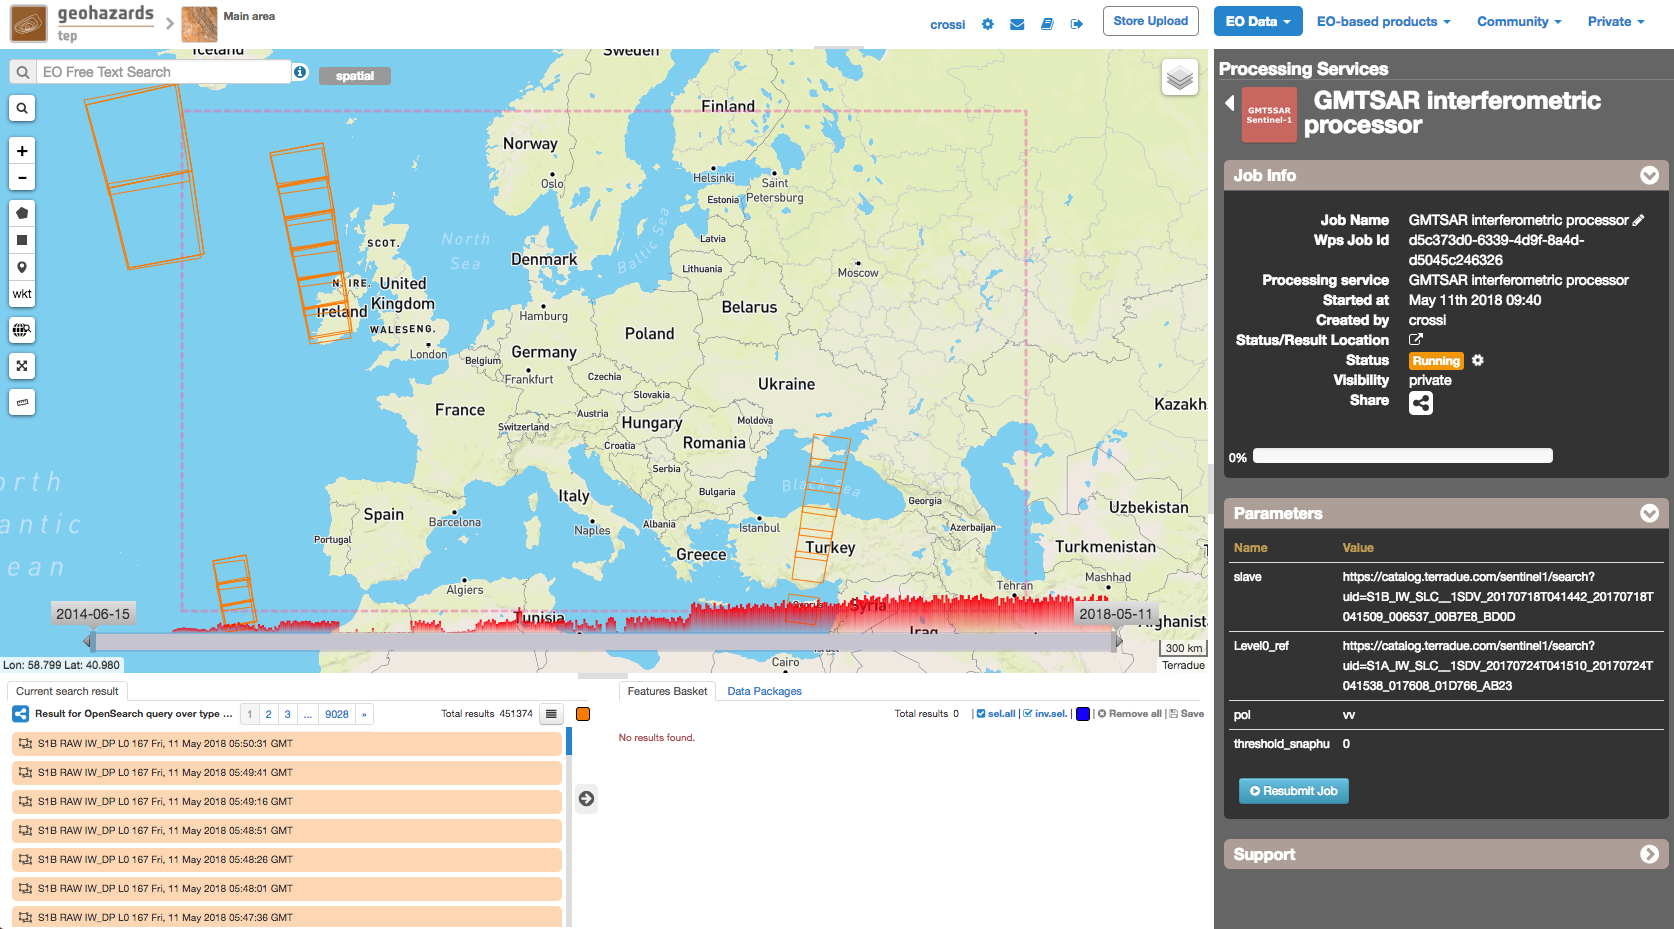 geohazards
tep
Main area
crossi
Store Upload
EO Data
EO-based products
Community
Private
EO Free Text Search
spatial
wkt
Iceland
Sweden
Finland
Norway
Oslo
Helsinki
Saint
Petersburg
Estonia
North
Sea
Baltic Sea
Latvia
Lithuania
Moscow
SCOT.
N. IRE.
United
Kingdom
Ireland
WALES
ENG.
London
Denmark
Hamburg
Belarus
Poland
Germany
Belgium
Frankfurt
Czechia
Slovakia
Ukraine
Kazakh
France
Austria
Switzerland
Hungary
Moldova
Croatia
Romania
Serbia
Black Sea
Bulgaria
Georgia
Uzbekistan
orth
antic
ean
Italy
Spain
Barcelona
Naples
Albania
Istanbul
Azerbaijan
Portugal
Greece
Turkey
Turkmenistan
Algiers
Tehran
Mashhad
Cyprus
Syria
Tunisia
Iraq
Afghanist
Israel
Cairo
2014-06-15
2018-05-11
300 km
Terradue
Lon: 58.799 Lat: 40.980
Current search result
Result for OpenSearch query over type ...
1
2
3
...
9028
»
Total results 451374
S1B RAW IW_DP L0 167 Fri, 11 May 2018 05:50:31 GMT
S1B RAW IW_DP L0 167 Fri, 11 May 2018 05:49:41 GMT
S1B RAW IW_DP L0 167 Fri, 11 May 2018 05:49:16 GMT
S1B RAW IW_DP L0 167 Fri, 11 May 2018 05:48:51 GMT
S1B RAW IW_DP L0 167 Fri, 11 May 2018 05:48:26 GMT
S1B RAW IW_DP L0 167 Fri, 11 May 2018 05:48:01 GMT
S1B RAW IW_DP L0 167 Fri, 11 May 2018 05:47:36 GMT
Features Basket
Data Packages
Total results 0 | sel.all | inv.sel. | | Remove all | Save
No results found.
Processing Services
GMT5SAR
Sentinel-1
GMTSAR interferometric
processor
Job Info
Job Name GMTSAR interferometric processor
Wps Job Id d5c373d0-6339-4d9f-8a4d-
d5045c246326
Processing service GMTSAR interferometric processor
Started at May 11th 2018 09:40
Created by crossi
Status/Result Location
Status Running
Visibility private
Share
0%
Parameters
Name Value
slave https://catalog.terradue.com/sentinel1/search?
uid=S1B_IW_SLC__1SDV_20170718T041442_20170718T
041509_006537_00B7E8_BD0D
Level0_ref https://catalog.terradue.com/sentinel1/search?
uid=S1A_IW_SLC__1SDV_20170724T041510_20170724T
041538_017608_01D766_AB23
pol vv
threshold_snaphu 0
Resubmit Job
Support